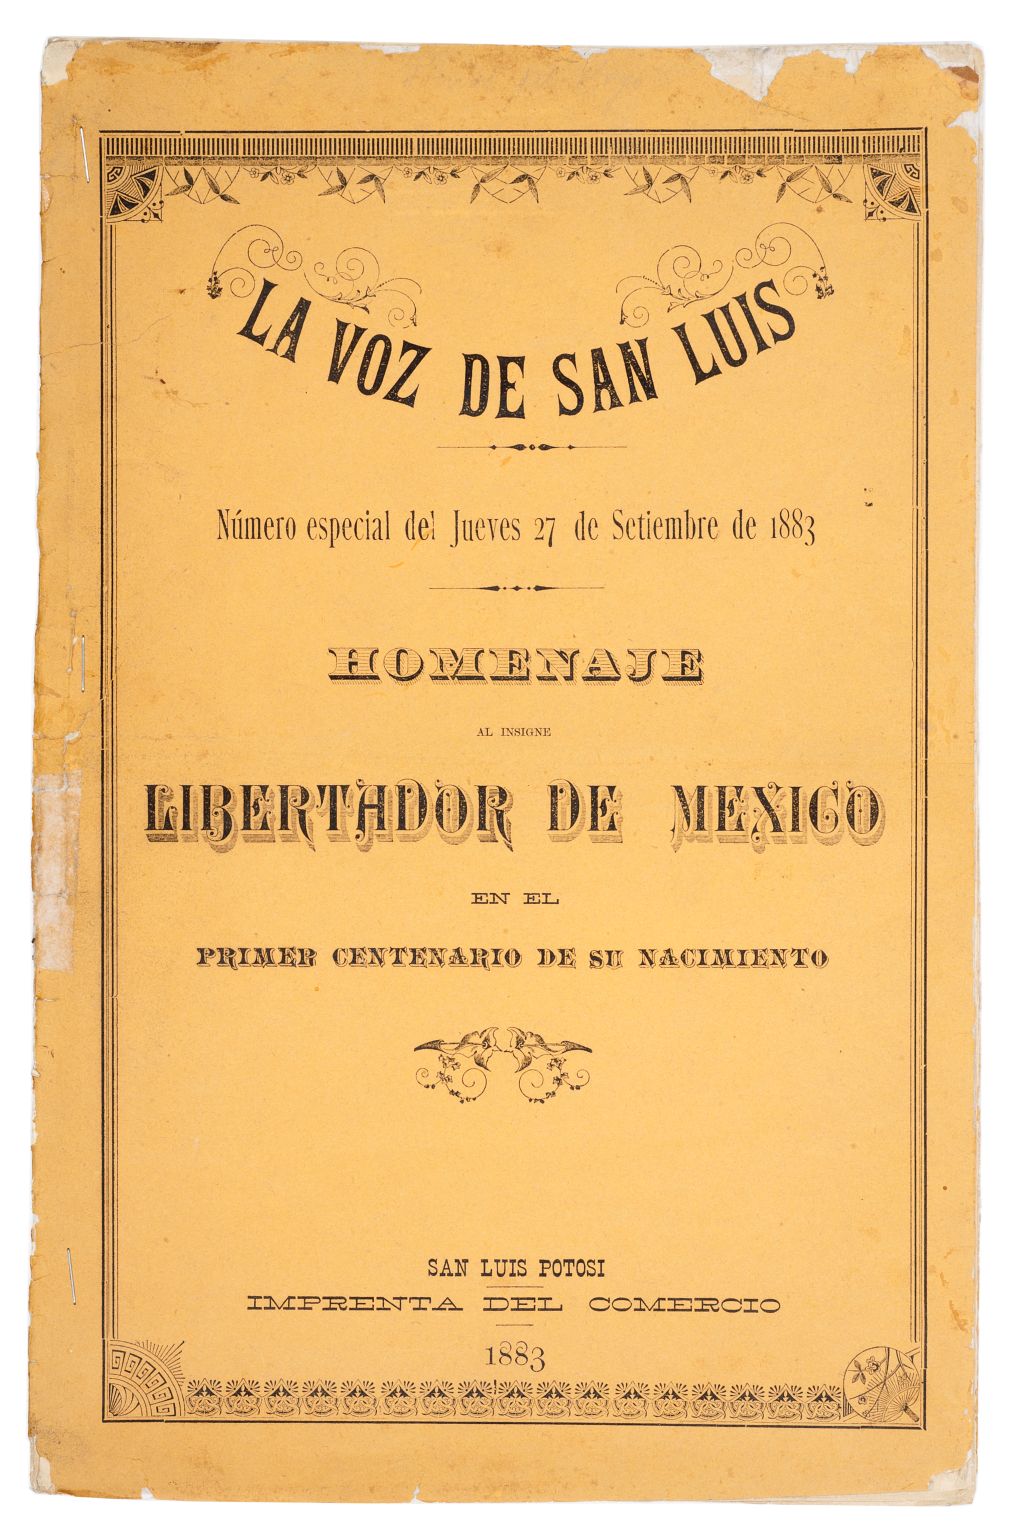 LA VOZ DE SAN LUIS
Número especial del Jueves 27 de Setiembre de 1883
HOMENAJE
AL INSIGNE
LIBERTADOR DE MEXICO
EN EL
PRIMER CENTENARIO DE SU NACIMIENTO
SAN LUIS POTOSI
IMPRENTA DEL COMERCIO
1883